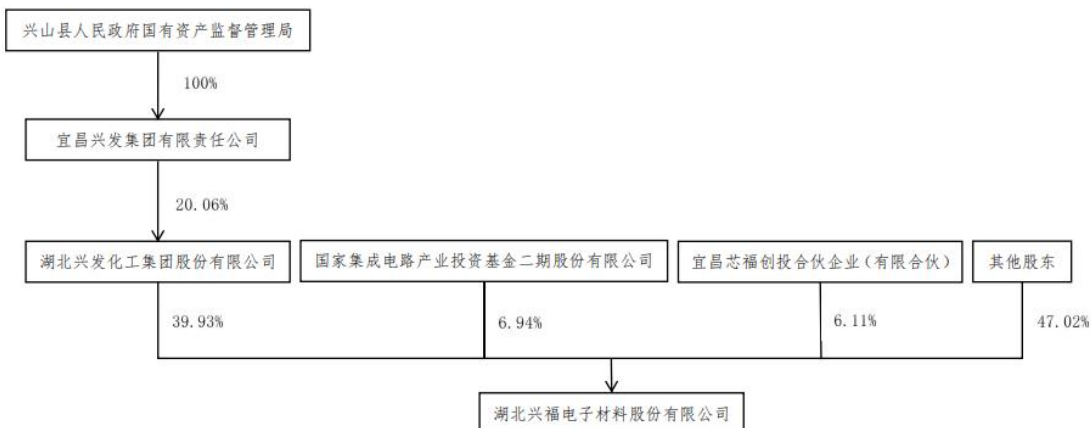 兴山县人民政府国有资产监督管理局
100%
宜昌兴发集团有限责任公司
20.06%
湖北兴发化工集团股份有限公司
国家集成电路产业投资基金二期股份有限公司
宜昌芯福创投合伙企业（有限合伙）
其他股东
39.93%
6.94%
6.11%
47.02%
湖北兴福电子材料股份有限公司